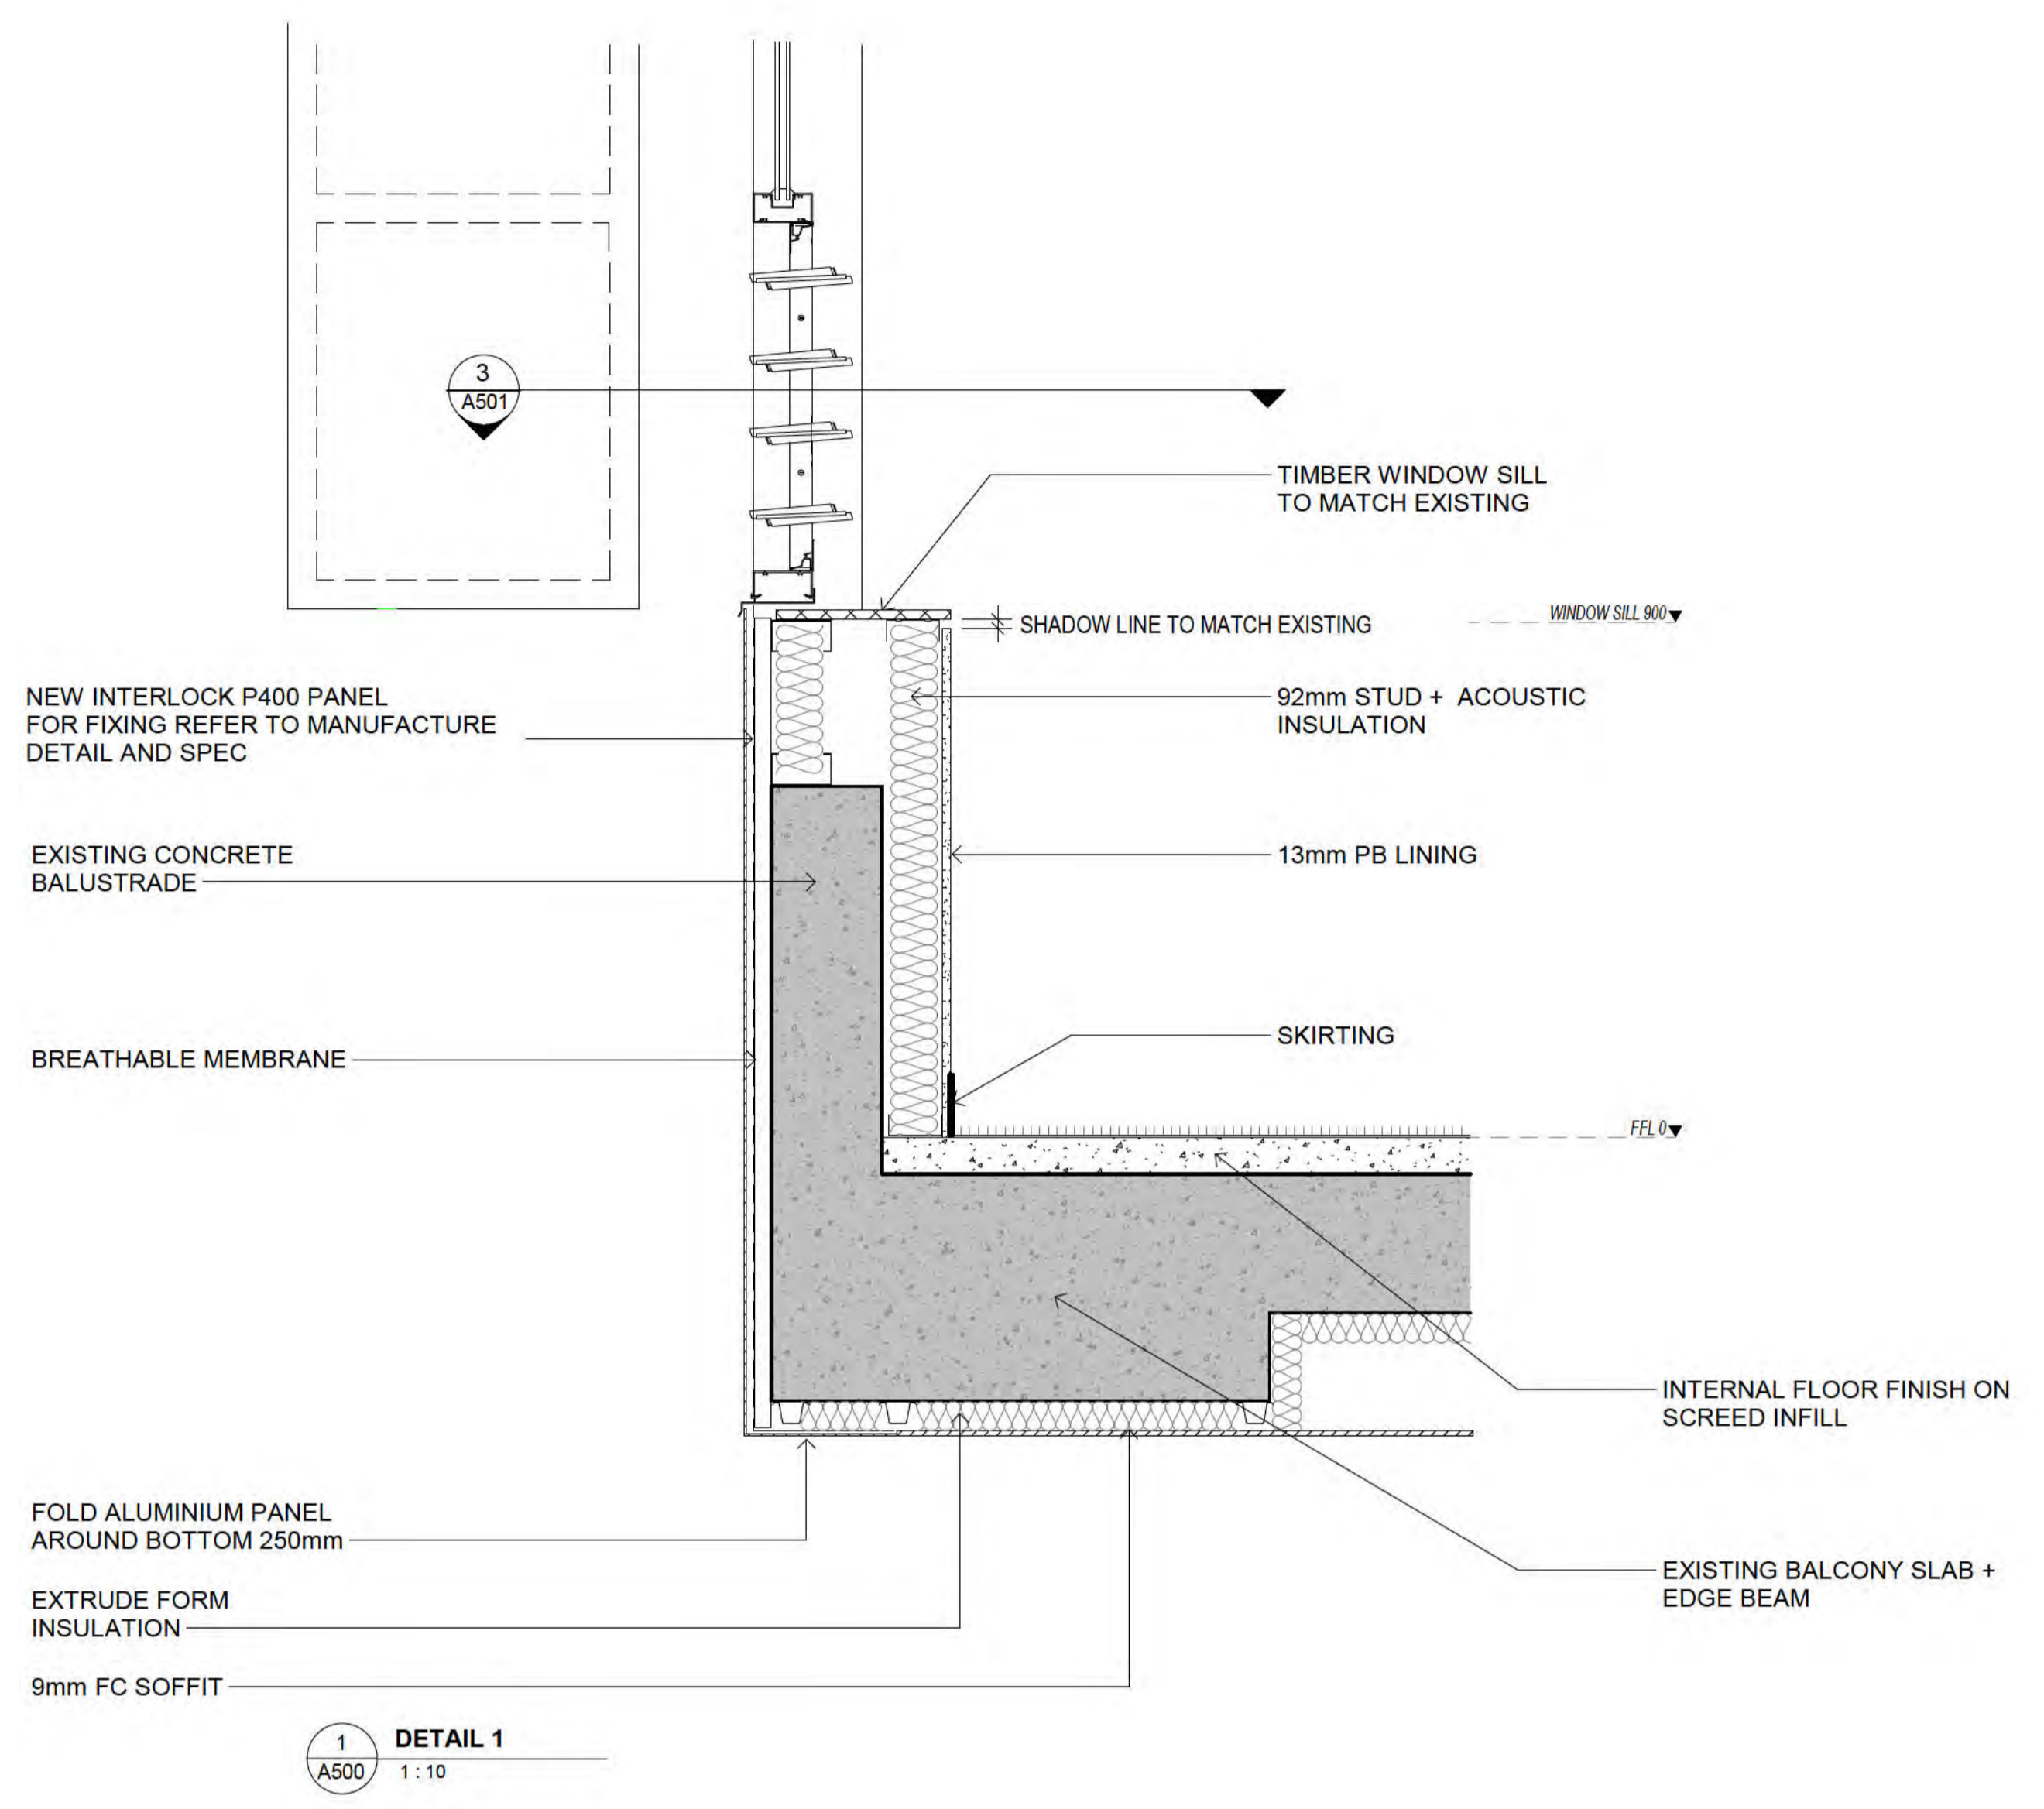 3
A501
TIMBER WINDOW SILL
TO MATCH EXISTING
WINDOW SILL 900
SHADOW LINE TO MATCH EXISTING
NEW INTERLOCK P400 PANEL
FOR FIXING REFER TO MANUFACTURE
DETAIL AND SPEC
92mm STUD + ACOUSTIC
INSULATION
EXISTING CONCRETE
BALUSTRADE
13mm PB LINING
BREATHABLE MEMBRANE
SKIRTING
FFL 0
INTERNAL FLOOR FINISH ON
SCREED INFILL
FOLD ALUMINIUM PANEL
AROUND BOTTOM 250mm
EXISTING BALCONY SLAB +
EDGE BEAM
EXTRUDE FORM
INSULATION
9mm FC SOFFIT
1
A500
DETAIL 1
1 : 10